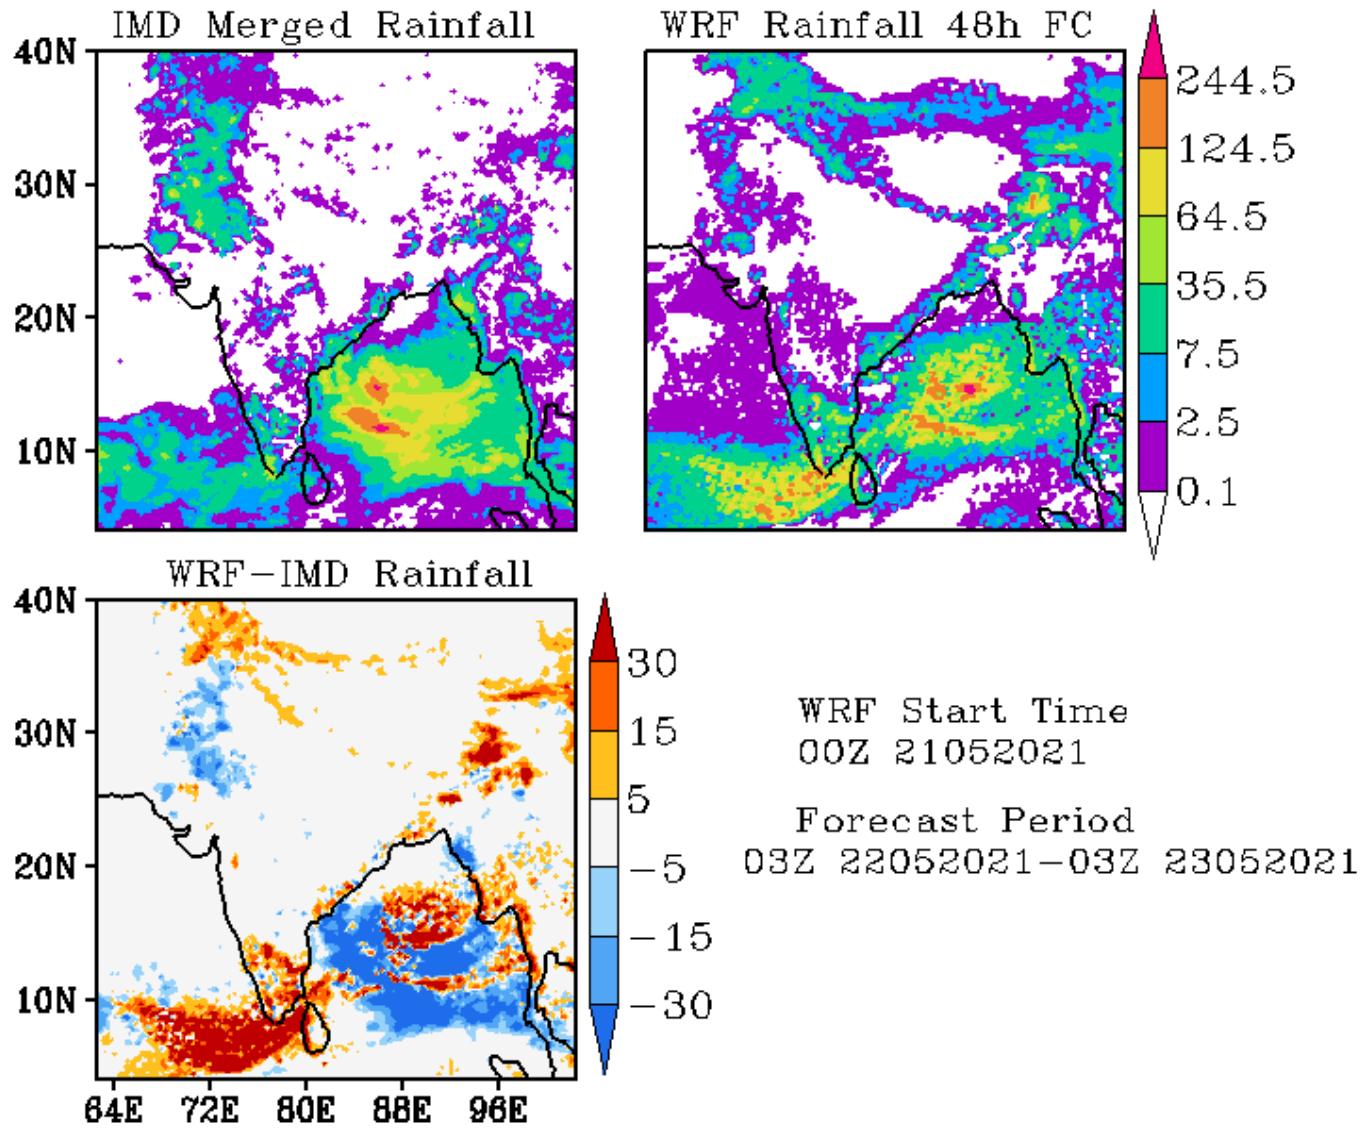 IMD Merged Rainfall
WRF Rainfall 48h FC
40N
30N
20N
10N
244.5
124.5
64.5
35.5
7.5
2.5
0.1
WRF-IMD Rainfall
40N
30N
20N
10N
64E 72E 80E 88E 96E
30
15
5
-5
-15
-30
WRF Start Time
00Z 21052021
Forecast Period
03Z 22052021-03Z 23052021